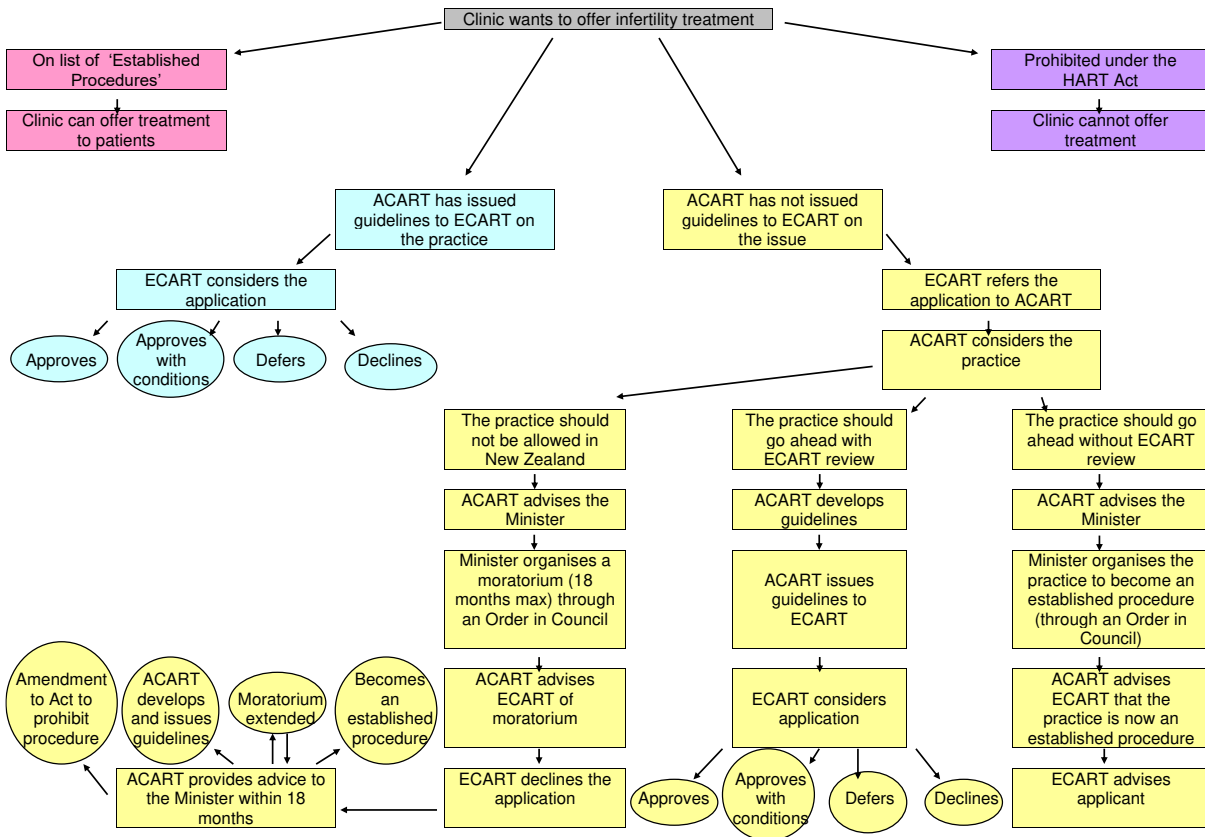 Clinic wants to offer infertility treatment
On list of ‘Established
Procedures’
Prohibited under the
HART Act
Clinic can offer treatment
to patients
Clinic cannot offer
treatment
ACART has issued
guidelines to ECART on
the practice
ACART has not issued
guidelines to ECART on
the issue
ECART considers the
application
ECART refers the
application to ACART
Approves
Approves
with
conditions
Defers
Declines
ACART considers the
practice
The practice should
not be allowed in
New Zealand
The practice should
go ahead with
ECART review
The practice should go
ahead without ECART
review
ACART advises the
Minister
ACART develops
guidelines
ACART advises the
Minister
Minister organises a
moratorium (18
months max) through
an Order in Council
ACART issues
guidelines to
ECART
Minister organises the
practice to become an
established procedure
(through an Order in
Council)
Amendment
to Act to
prohibit
procedure
ACART
develops
and issues
guidelines
Moratorium
extended
Becomes
an
established
procedure
ACART advises
ECART of
moratorium
ECART considers
application
ACART advises
ECART that the
practice is now an
established procedure
ACART provides advice to
the Minister within 18
months
ECART declines the
application
Approves
Approves
with
conditions
Defers
Declines
ECART advises
applicant